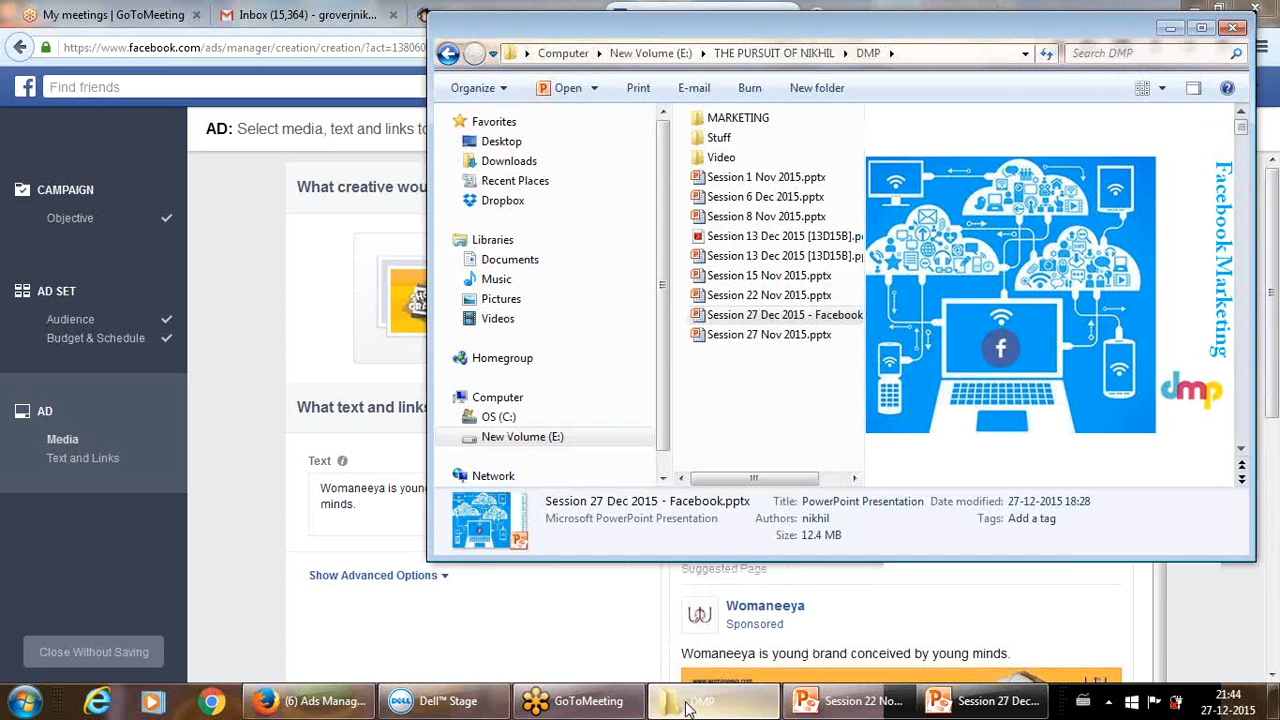 My meetings | GoToMeeting
Inbox (15,364) - groverjnik
https://www.facebook.com/ads/manager/creation/creation/?act=138060
Computer New Volume (E:) THE PURSUIT OF NIKHIL DMP
Search DMP
Find friends
Organize Open Print E-mail Burn New folder
AD: Select media, text and links to
CAMPAIGN
Objective
AD SET
Audience
Budget & Schedule
AD
Media
Text and Links
Close Without Saving
What creative wou
What text and links
Text
Womaneeya is young
minds.
Show Advanced Options
Favorites
Desktop
Downloads
Recent Places
Dropbox
Libraries
Documents
Music
Pictures
Videos
Homegroup
Computer
OS (C:)
New Volume (E:)
Network
MARKETING
Stuff
Video
Session 1 Nov 2015.pptx
Session 6 Dec 2015.pptx
Session 8 Nov 2015.pptx
Session 13 Dec 2015 [13D15B].p
Session 13 Dec 2015 [13D15B].pp
Session 15 Nov 2015.pptx
Session 22 Nov 2015.pptx
Session 27 Dec 2015 - Facebook
Session 27 Nov 2015.pptx
Facebook Marketing
dmp
Session 27 Dec 2015 - Facebook.pptx Title: PowerPoint Presentation Date modified: 27-12-2015 18:28
Microsoft PowerPoint Presentation Authors: nikhil Tags: Add a tag
Size: 12.4 MB
Suggested Page
Womaneeya
Sponsored
Womaneeya is young brand conceived by young minds.
(6) Ads Manag... Dell™ Stage GoToMeeting DMP Session 22 No... Session 27 Dec...
21:44
27-12-2015